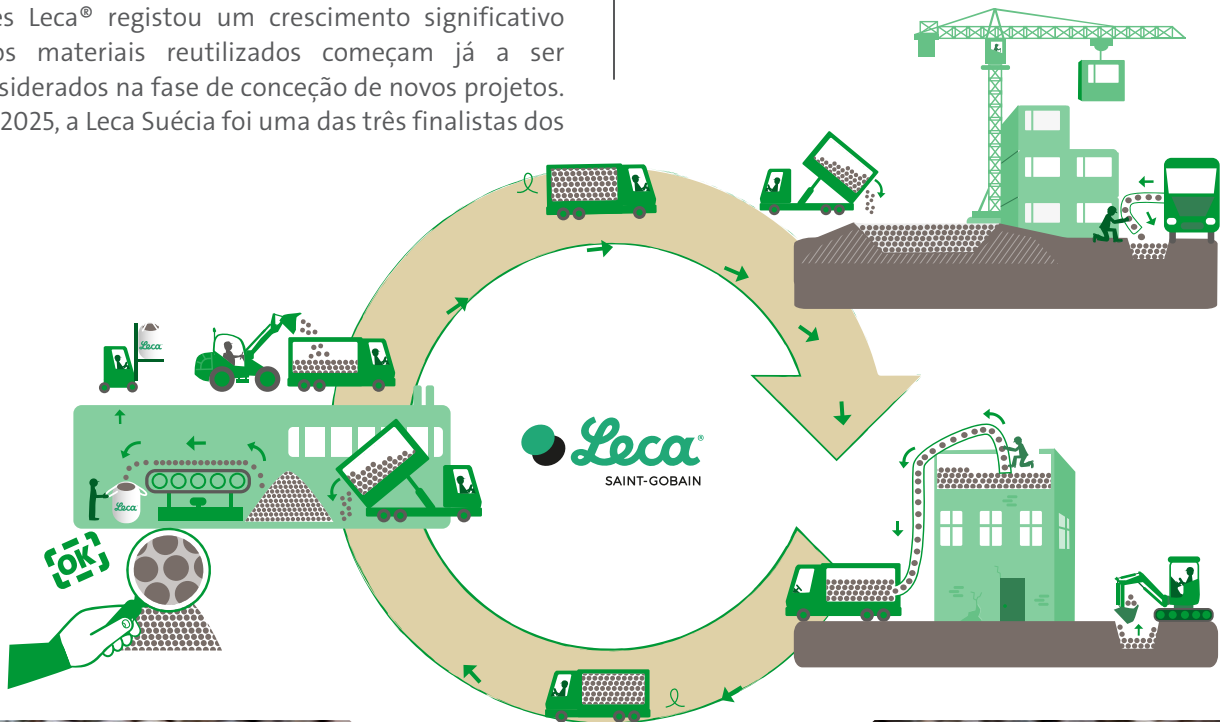 es Leca® registou um crescimento significativo
os materiais reutilizados começam já a ser
siderados na fase de conceção de novos projetos.
2025, a Leca Suécia foi uma das três finalistas dos
Leca
Leca®
SAINT-GOBAIN
Leca
OK